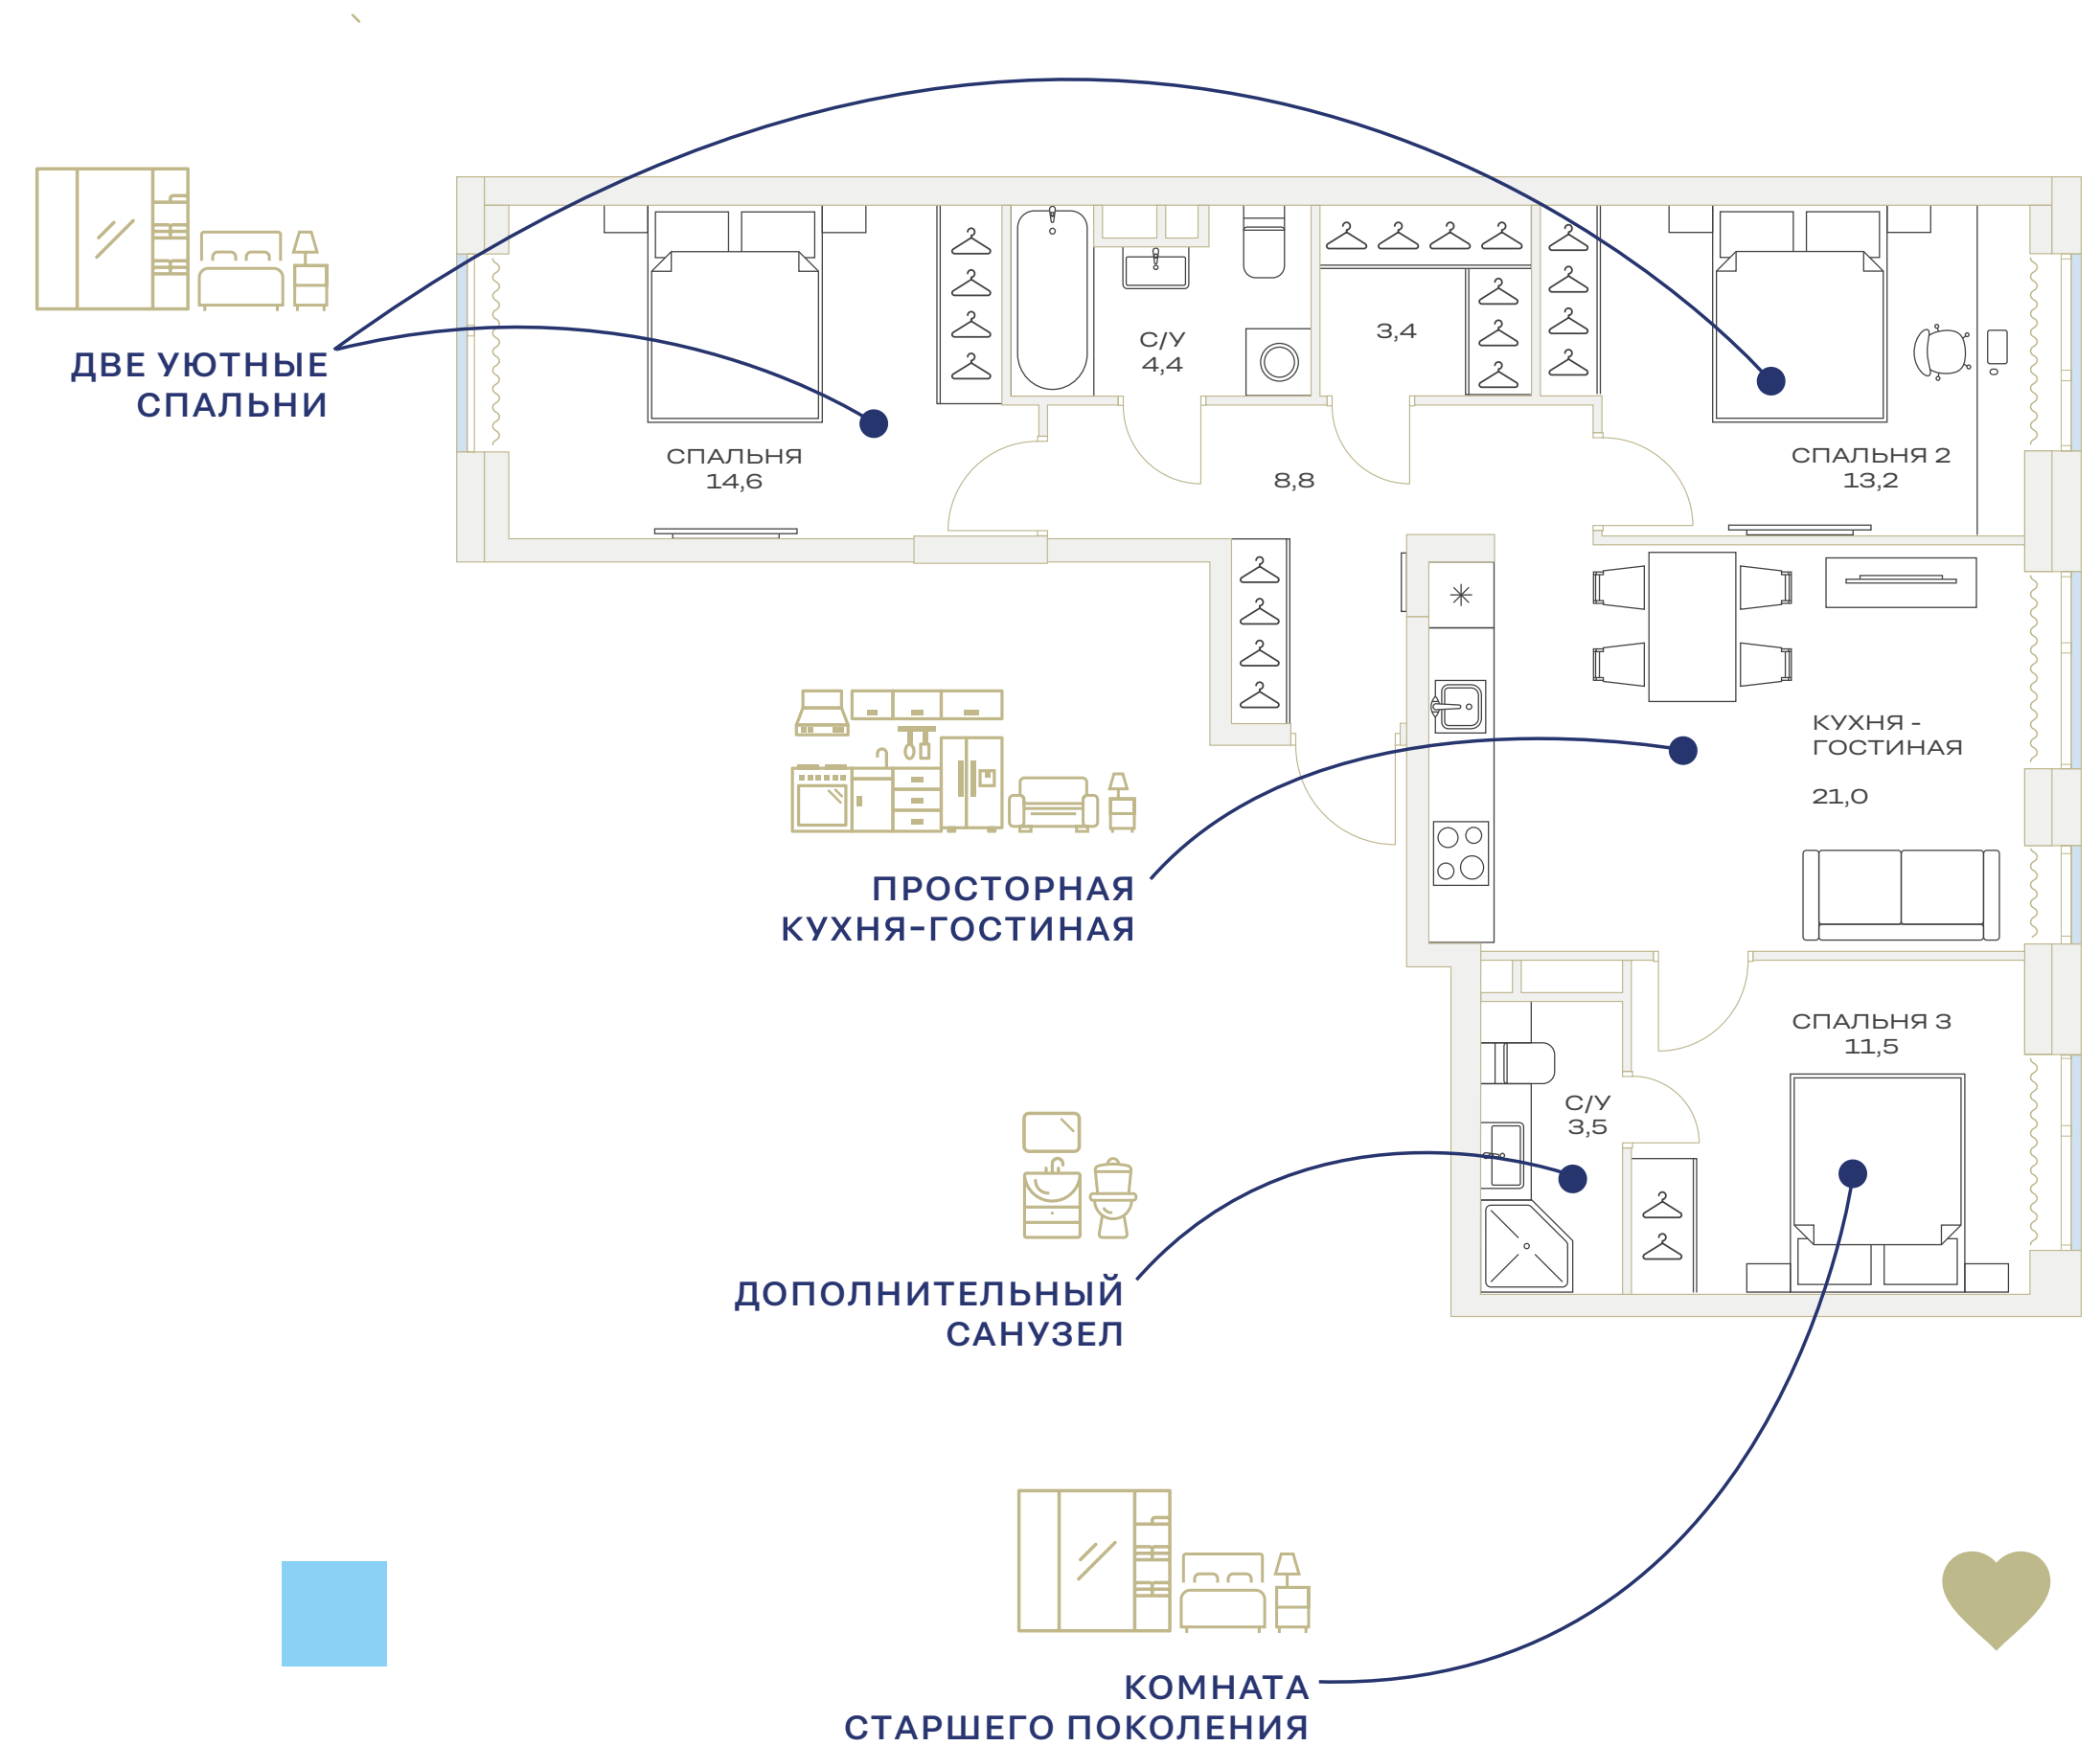 ДВЕ УЮТНЫЕ
СПАЛЬНИ
СПАЛЬНЯ
14,6
С/У
4,4
3,4
8,8
СПАЛЬНЯ 2
13,2
КУХНЯ -
ГОСТИНАЯ
21,0
ПРОСТОРНАЯ
КУХНЯ-ГОСТИНАЯ
СПАЛЬНЯ 3
11,5
С/У
3,5
ДОПОЛНИТЕЛЬНЫЙ
САНУЗЕЛ
КОМНАТА
СТАРШЕГО ПОКОЛЕНИЯ